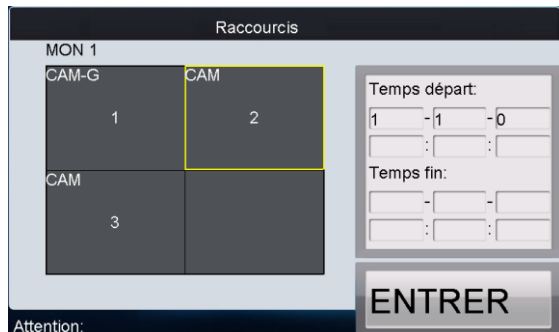 Raccourcis
MON 1
CAM-G
1
CAM
2
CAM
3
Temps départ:
1 - 1 - 0
: :
Temps fin:
- -
: :
ENTRER
Attention: